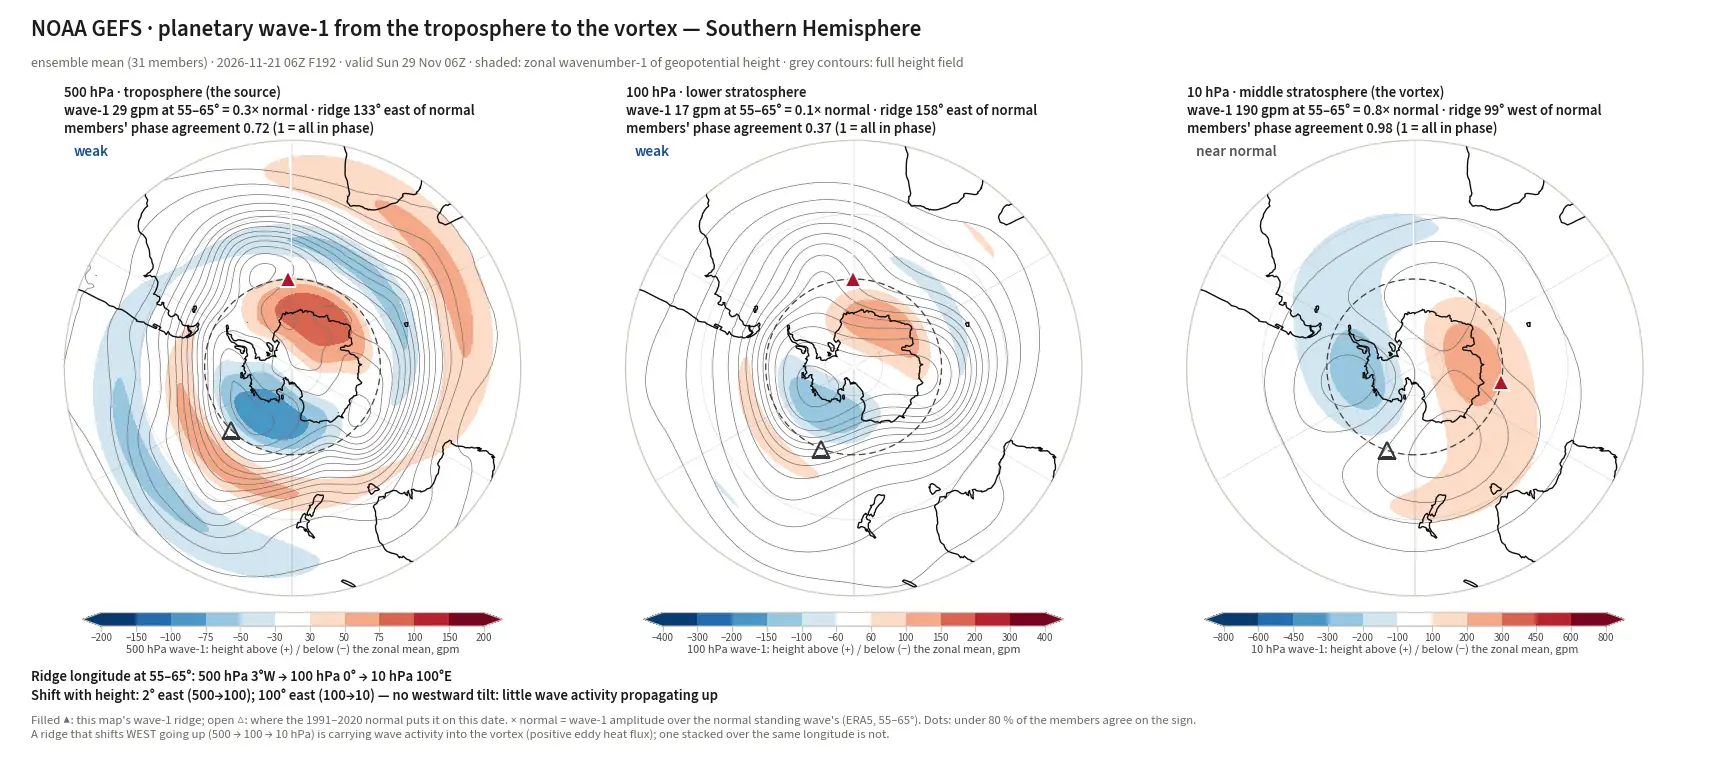 NOAA GEFS · planetary wave-1 from the troposphere to the vortex — Southern Hemisphere
ensemble mean (31 members) · 2026-11-21 06Z F192 · valid Sun 29 Nov 06Z · shaded: zonal wavenumber-1 of geopotential height · grey contours: full height field
500 hPa · troposphere (the source)
wave-1 29 gpm at 55–65° = 0.3× normal · ridge 133° east of normal
members' phase agreement 0.72 (1 = all in phase)
weak
100 hPa · lower stratosphere
wave-1 17 gpm at 55–65° = 0.1× normal · ridge 158° east of normal
members' phase agreement 0.37 (1 = all in phase)
weak
10 hPa · middle stratosphere (the vortex)
wave-1 190 gpm at 55–65° = 0.8× normal · ridge 99° west of normal
members' phase agreement 0.98 (1 = all in phase)
near normal
−200 −150 −100 −75 −50 −30 30 50 75 100 150 200
500 hPa wave-1: height above (+) / below (−) the zonal mean, gpm
−400 −300 −200 −150 −100 −60 60 100 150 200 300 400
100 hPa wave-1: height above (+) / below (−) the zonal mean, gpm
−800 −600 −450 −300 −200 −100 100 200 300 450 600 800
10 hPa wave-1: height above (+) / below (−) the zonal mean, gpm
Ridge longitude at 55–65°: 500 hPa 3°W → 100 hPa 0° → 10 hPa 100°E
Shift with height: 2° east (500→100); 100° east (100→10) — no westward tilt: little wave activity propagating up
Filled ▲: this map's wave-1 ridge; open △: where the 1991–2020 normal puts it on this date. × normal = wave-1 amplitude over the normal standing wave's (ERA5, 55–65°). Dots: under 80 % of the members agree on the sign.
A ridge that shifts WEST going up (500 → 100 → 10 hPa) is carrying wave activity into the vortex (positive eddy heat flux); one stacked over the same longitude is not.